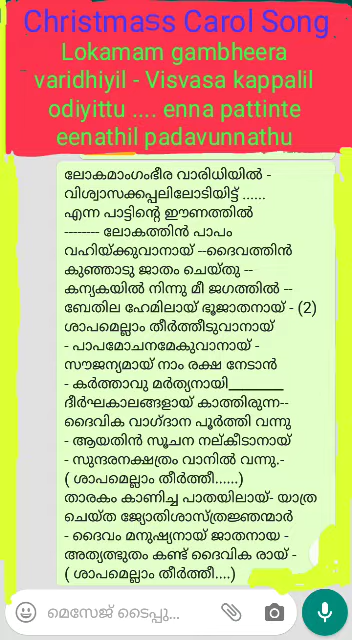 Christmass Carol Song
Lokamam gambheera
varidhiyil - Visvasa kappalil
odiyittu .... enna pattinte
eenathil padavunnathu
ലോകമാംഗംഭീര വാരിധിയിൽ -
വിശ്വാസക്കപ്പലിലോടിയിട്ട് ......
എന്ന പാട്ടിന്റെ ഈണത്തിൽ
-------- ലോകത്തിൻ പാപം
വഹിയ്ക്കുവാനായ് --ദൈവത്തിൻ
കുഞ്ഞാടു ജാതം ചെയ്തു --
കന്യകയിൽ നിന്നു മീ ജഗത്തിൽ --
ബേതില ഹേമിലായ് ഭൂജാതനായ് - (2)
ശാപമെല്ലാം തീർത്തീടുവാനായ്
- പാപമോചനമേകുവാനായ് -
സൗജന്യമായ് നാം രക്ഷ നേടാൻ
- കർത്താവു മർത്യനായി_______
ദീർഘകാലങ്ങളായ് കാത്തിരുന്ന--
ദൈവിക വാഗ്ദാന പൂർത്തി വന്നു
- ആയതിൻ സൂചന നല്കീടാനായ്
- സുന്ദരനക്ഷത്രം വാനിൽ വന്നു.-
( ശാപമെല്ലാം തീർത്തീ......)
താരകം കാണിച്ച പാതയിലായ്- യാത്ര
ചെയ്ത ജ്യോതിശാസ്ത്രജ്ഞന്മാർ
- ദൈവം മനുഷ്യനായ് ജാതനായ -
അത്യത്ഭുതം കണ്ട് ദൈവിക രായ് -
( ശാപമെല്ലാം തീർത്തീ....)
മെസേജ് ടൈപ്പു...